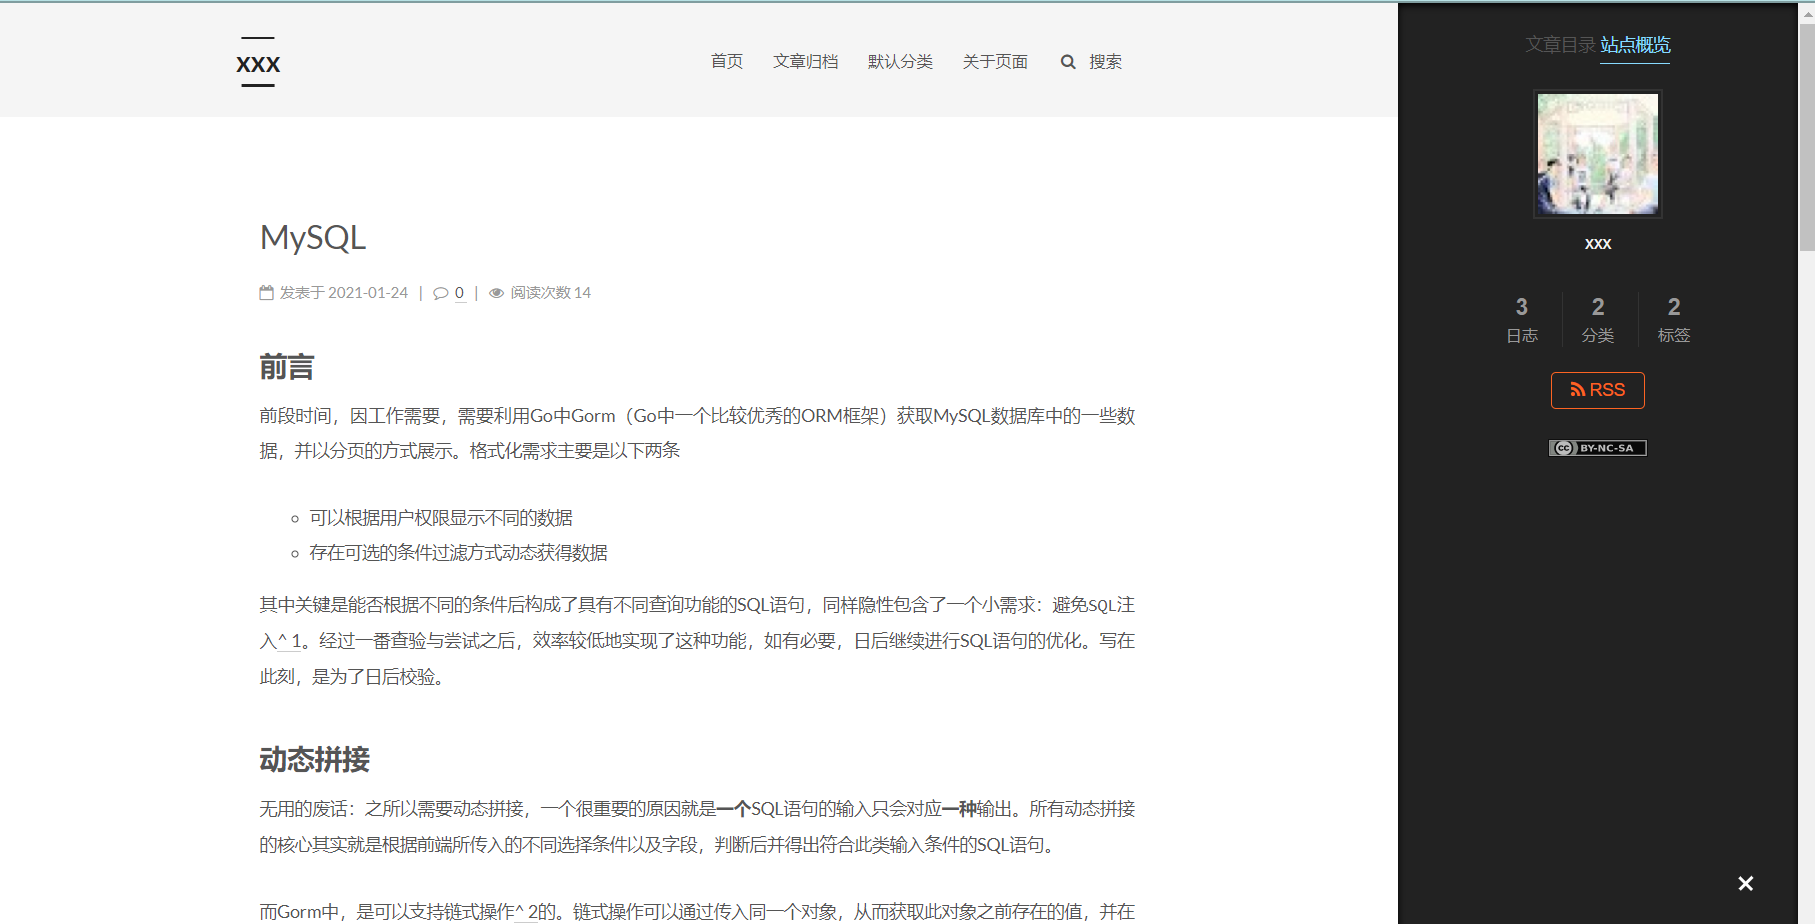 XXX
首页 文章归档 默认分类 关于页面 搜索
文章目录 站点概览
MySQL
发表于 2021-01-24 | 0 | 阅读次数 14
前言
前段时间，因工作需要，需要利用Go中Gorm（Go中一个比较优秀的ORM框架）获取MySQL数据库中的一些数
据，并以分页的方式展示。格式化需求主要是以下两条
可以根据用户权限显示不同的数据
存在可选的条件过滤方式动态获得数据
其中关键是能否根据不同的条件后构成了具有不同查询功能的SQL语句，同样隐性包含了一个小需求：避免SQL注
入^ 1。经过一番查验与尝试之后，效率较低地实现了这种功能，如有必要，日后继续进行SQL语句的优化。写在
此刻，是为了日后校验。
动态拼接
无用的废话：之所以需要动态拼接，一个很重要的原因就是一个SQL语句的输入只会对应一种输出。所有动态拼接
的核心其实就是根据前端所传入的不同选择条件以及字段，判断后并得出符合此类输入条件的SQL语句。
而Gorm中，是可以支持链式操作^ 2的。链式操作可以通过传入同一个对象，从而获取此对象之前存在的值，并在
XXX
3 2 2
日志 分类 标签
RSS
CC BY-NC-SA
×